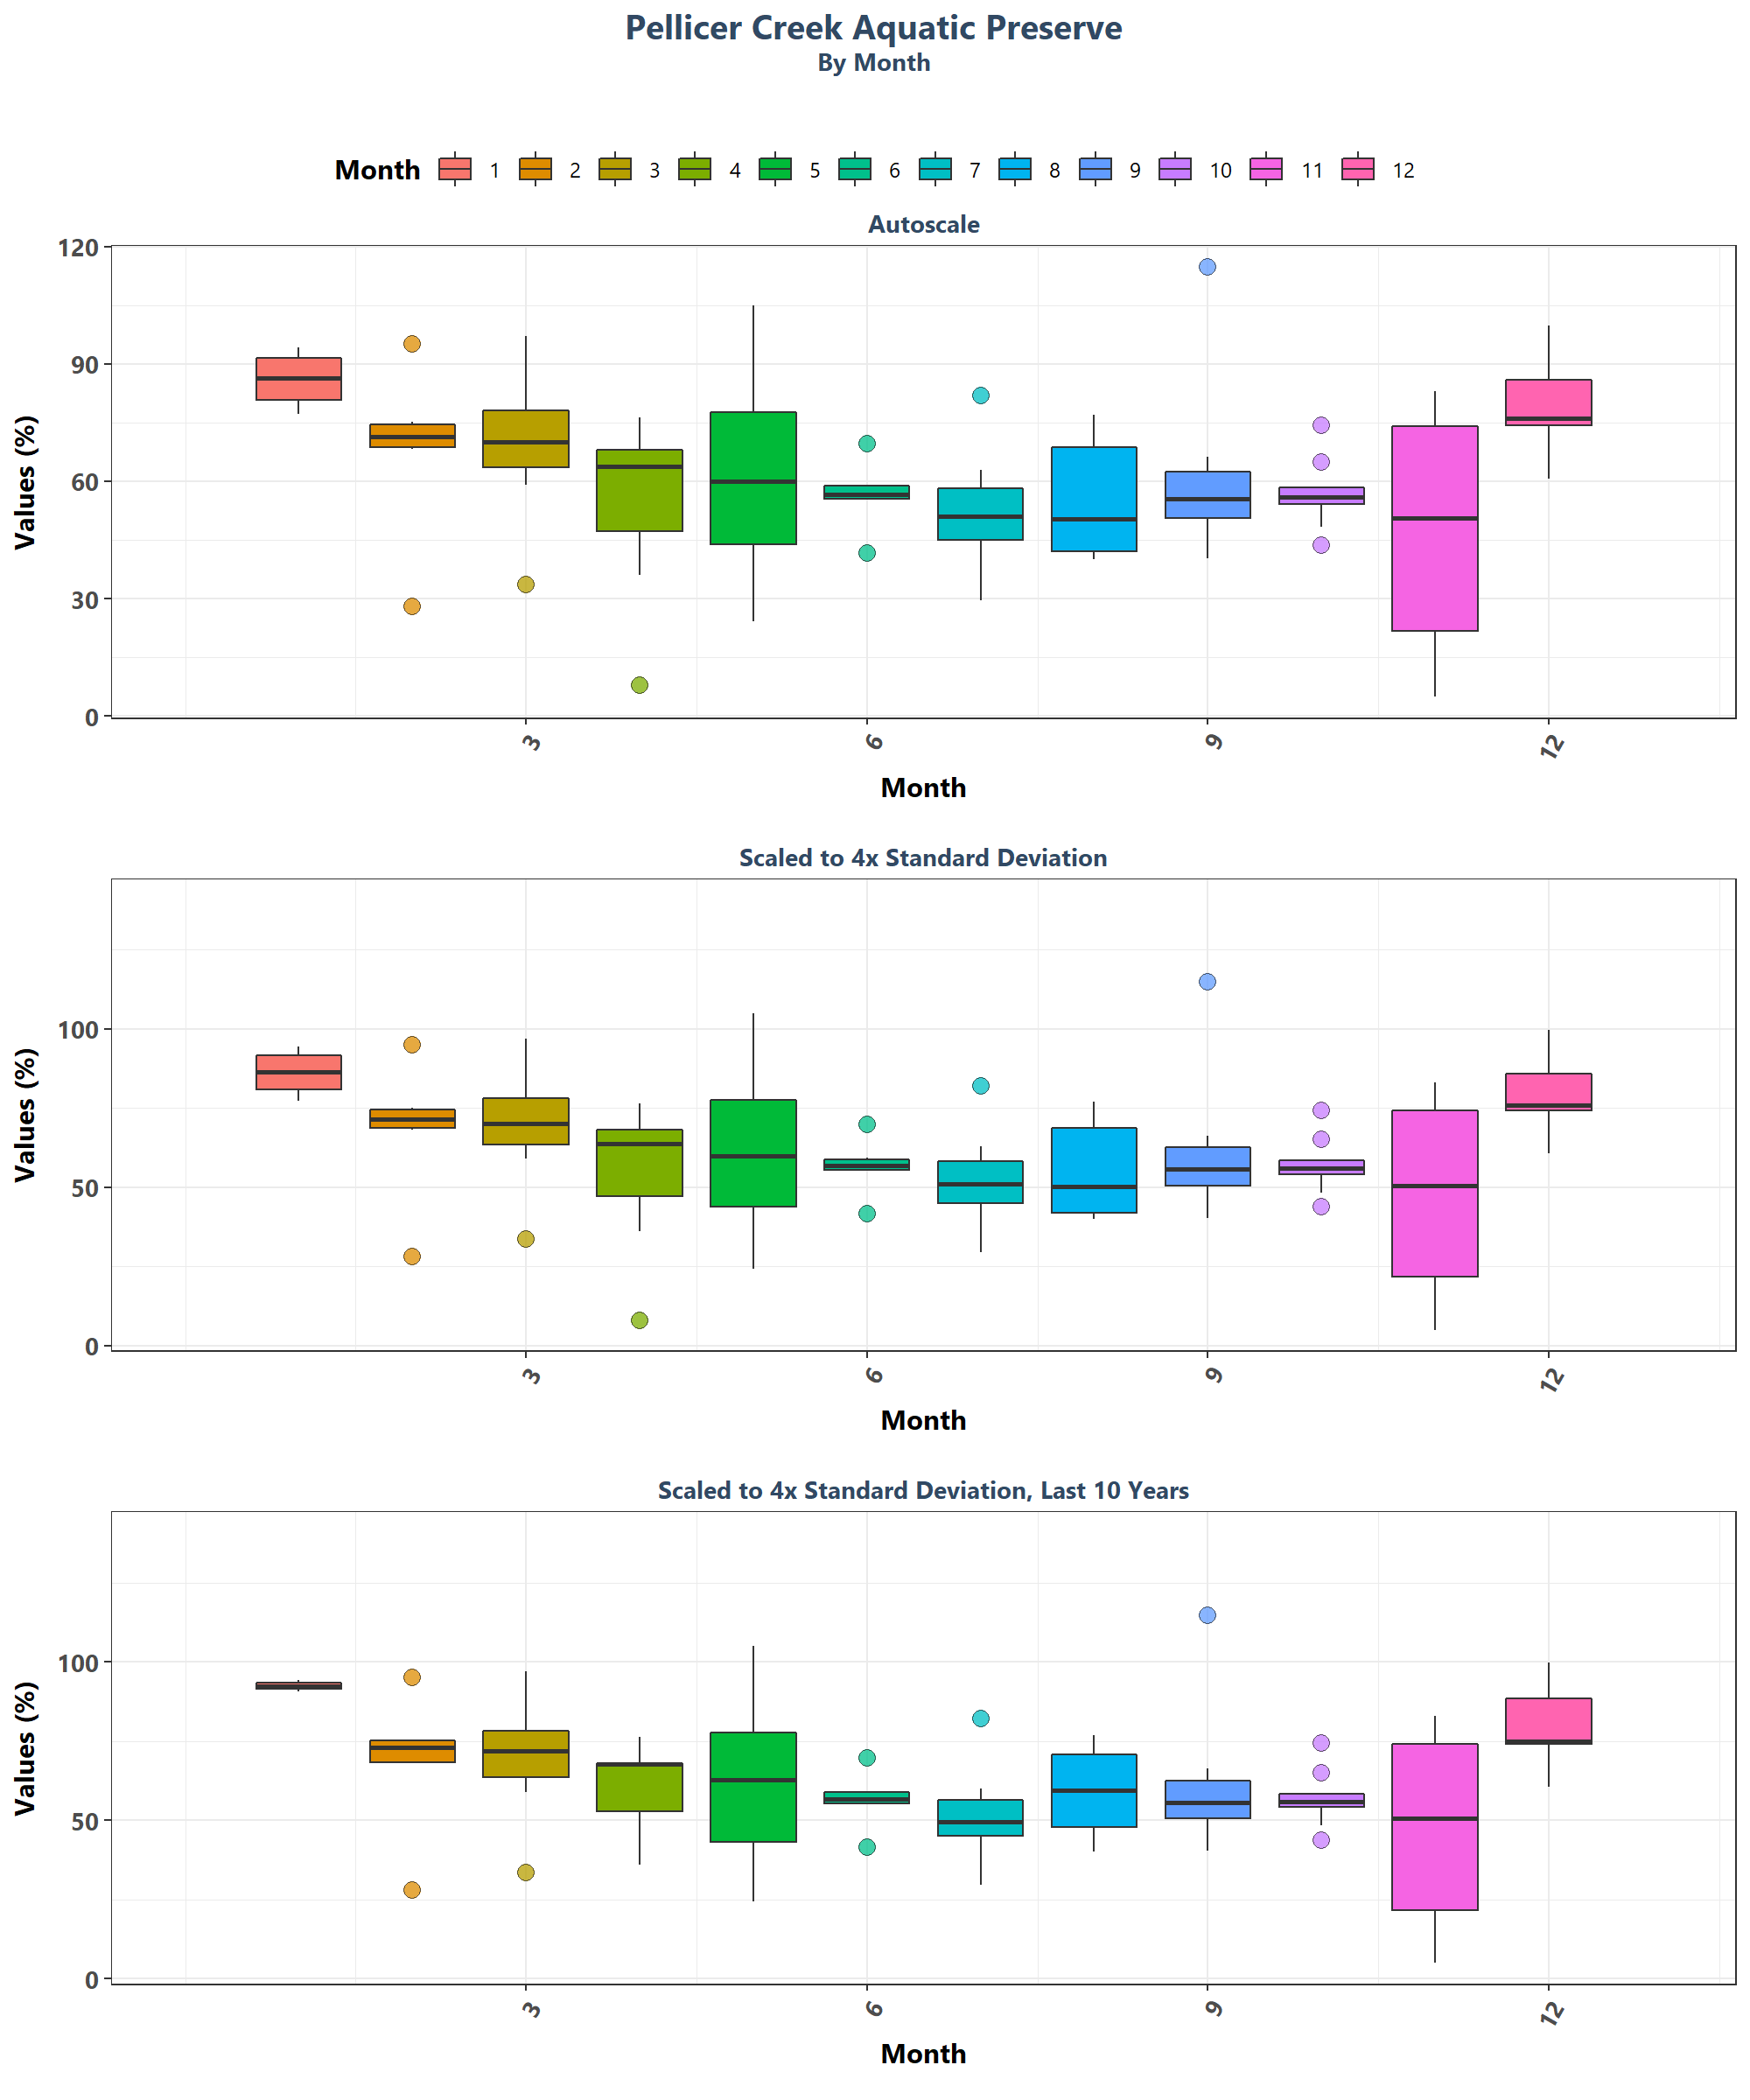 Pellicer Creek Aquatic Preserve
By Month
Month 1 2 3 4 5 6 7 8 9 10 11 12
Autoscale
120
90
60
30
0
Values (%)
3 6 9 12
Month
Scaled to 4x Standard Deviation
100
50
0
Values (%)
3 6 9 12
Month
Scaled to 4x Standard Deviation, Last 10 Years
100
50
0
Values (%)
3 6 9 12
Month